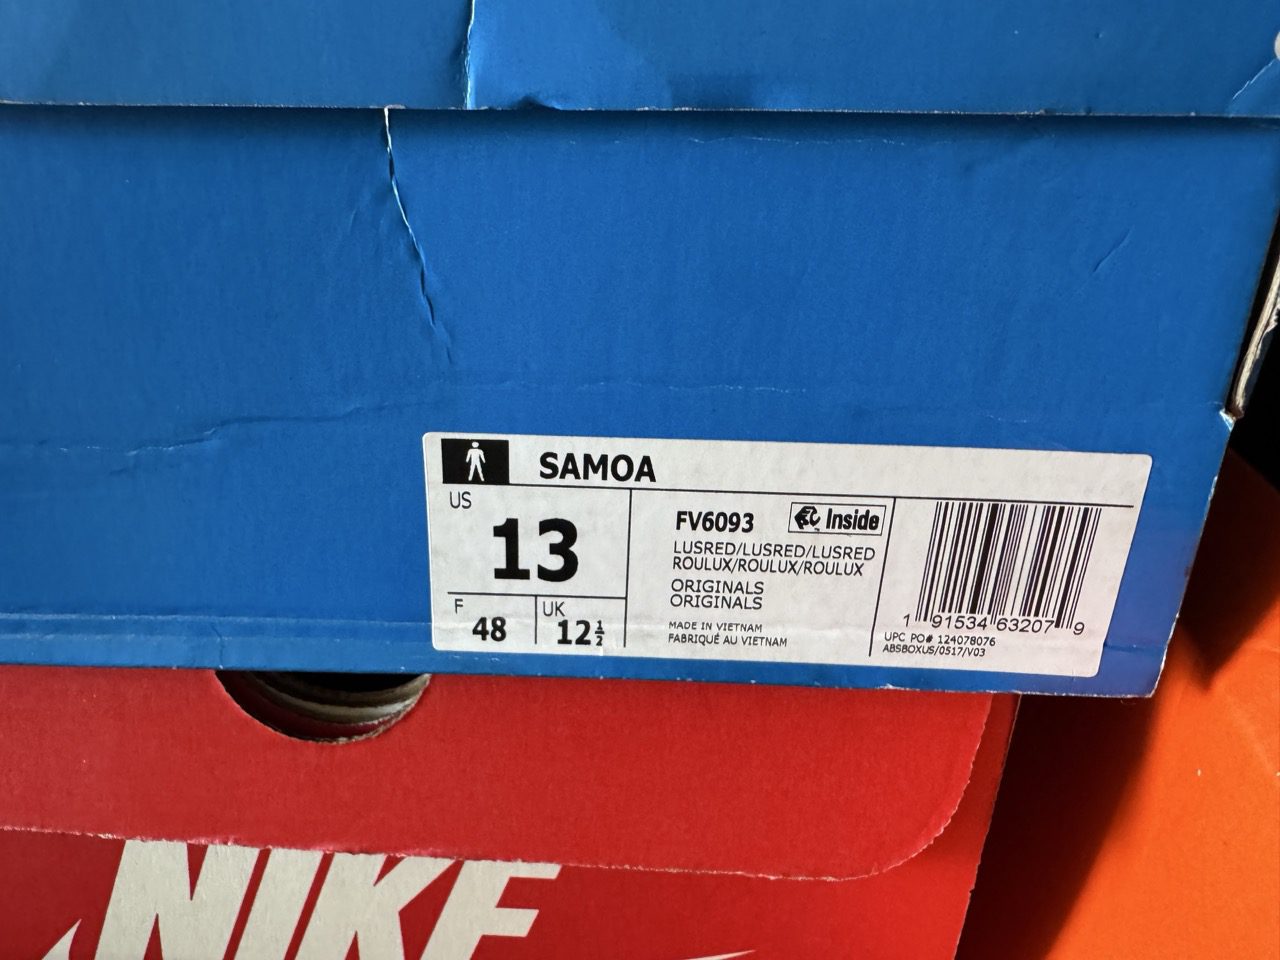 SAMOA
US
13
F
48
UK
12½
FV6093
Inside
LUSRED/LUSRED/LUSRED
ROULUX/ROULUX/ROULUX
ORIGINALS
ORIGINALS
MADE IN VIETNAM
FABRIQUÉ AU VIETNAM
1 91534 63207 9
UPC PO# 124078076
ABSBOXUS/0517/V03
NIKE